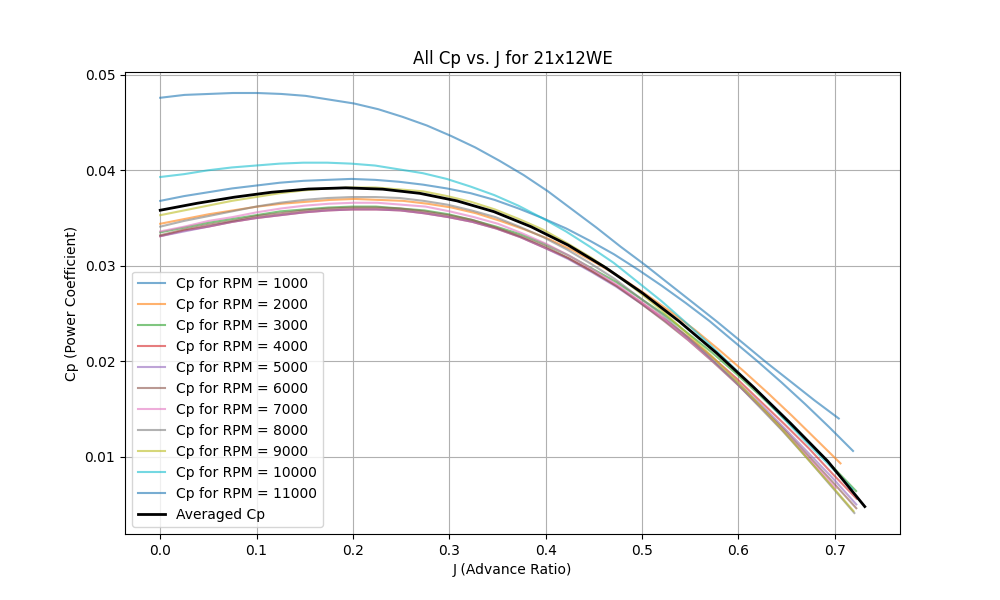 All Cp vs. J for 21x12WE
Cp (Power Coefficient)
0.05
0.04
0.03
0.02
0.01
Cp for RPM = 1000
Cp for RPM = 2000
Cp for RPM = 3000
Cp for RPM = 4000
Cp for RPM = 5000
Cp for RPM = 6000
Cp for RPM = 7000
Cp for RPM = 8000
Cp for RPM = 9000
Cp for RPM = 10000
Cp for RPM = 11000
Averaged Cp
0.0 0.1 0.2 0.3 0.4 0.5 0.6 0.7
J (Advance Ratio)